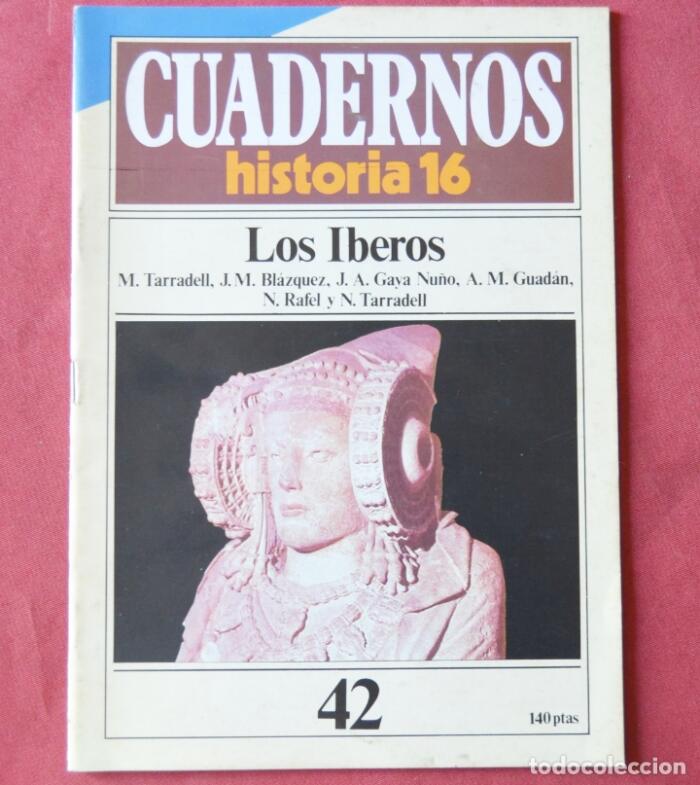 CUADERNOS
historia 16
Los Iberos
M. Tarradell, J. M. Blázquez, J. A. Gaya Nuño, A. M. Guadán,
N. Rafel y N. Tarradell
42
140 ptas
todocoleccion